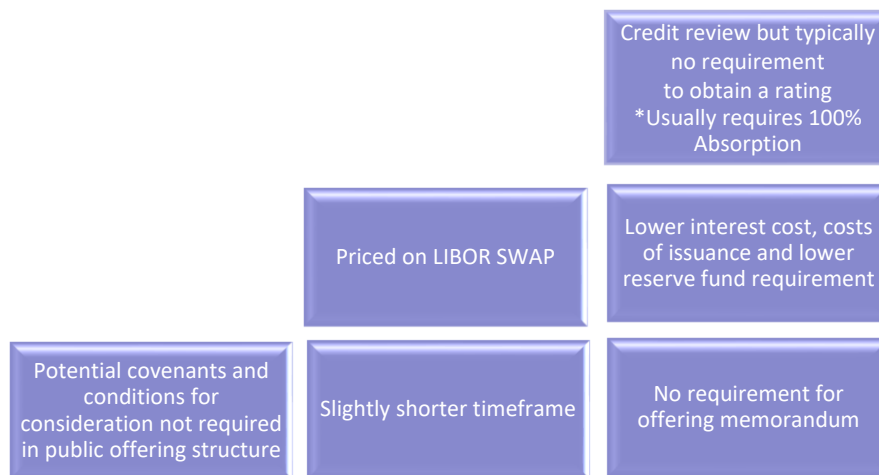 Credit review but typically
no requirement
to obtain a rating
*Usually requires 100%
Absorption
Priced on LIBOR SWAP
Lower interest cost, costs
of issuance and lower
reserve fund requirement
Potential covenants and
conditions for
consideration not required
in public offering structure
Slightly shorter timeframe
No requirement for
offering memorandum